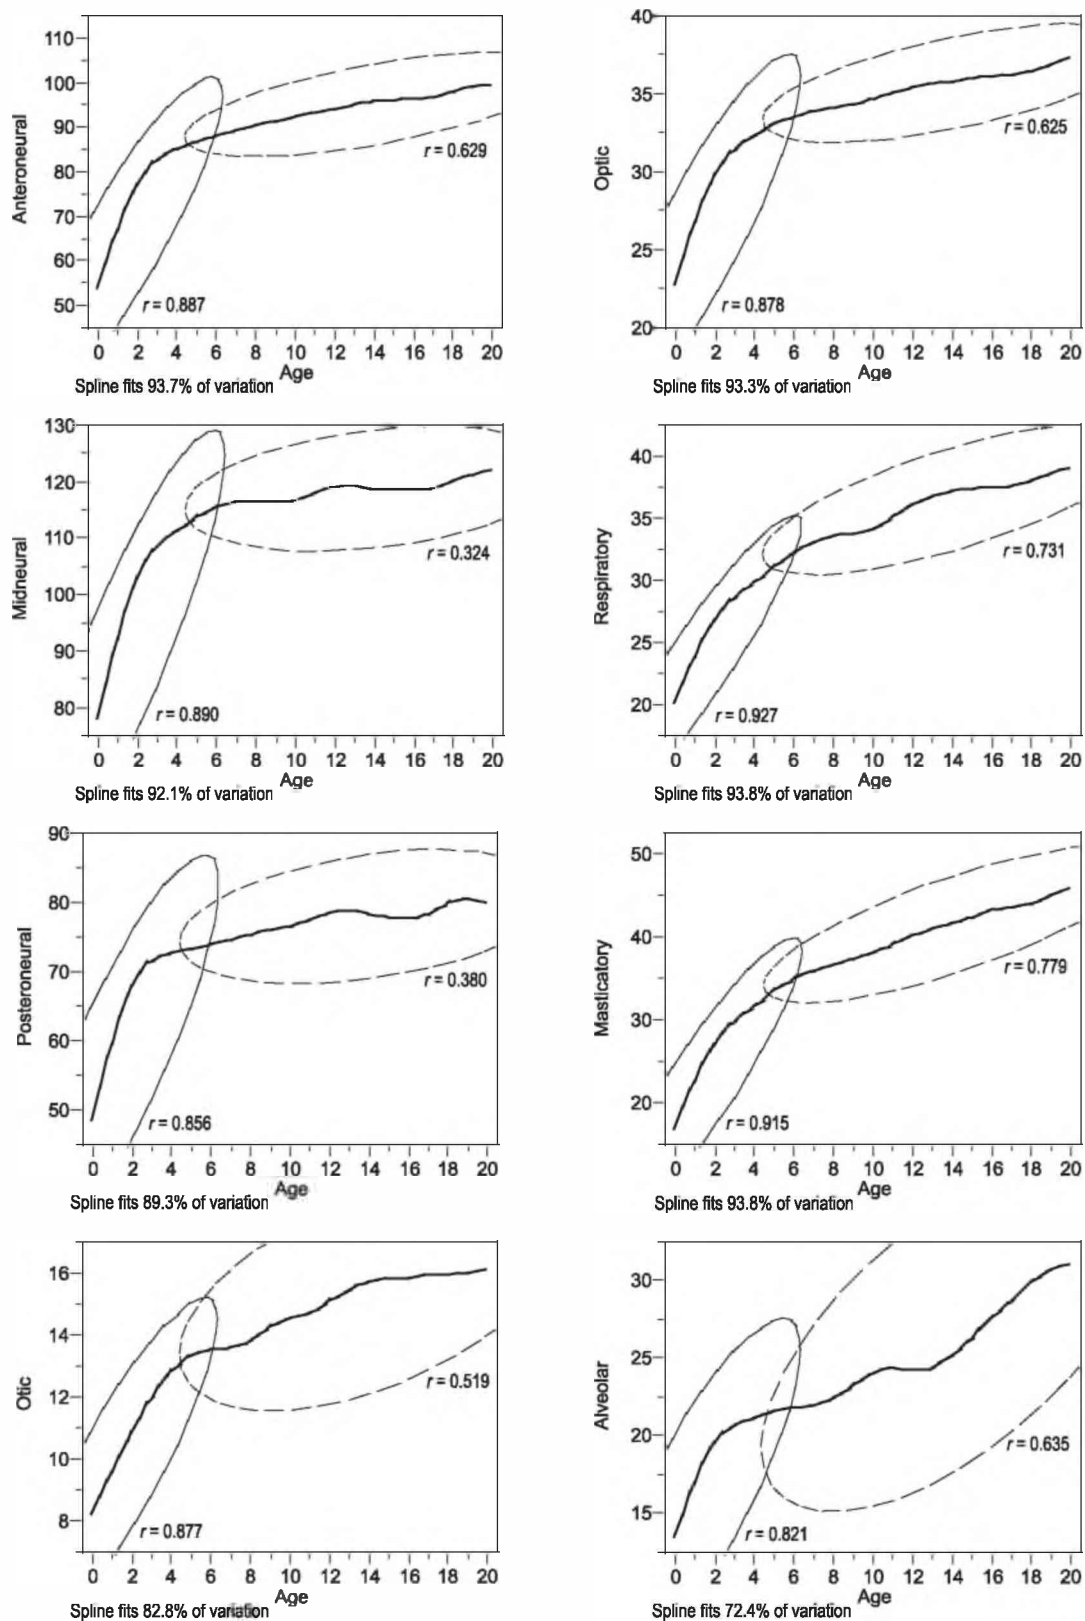 Anteroneural
110
100
90
80
70
60
50
r = 0.629
r = 0.887
0 2 4 6 8 10 12 14 16 18 20
Age
Spline fits 93.7% of variation
Optic
40
35
30
25
20
r = 0.625
r = 0.878
0 2 4 6 8 10 12 14 16 18 20
Age
Spline fits 93.3% of variation
Midneural
130
120
110
100
90
80
r = 0.324
r = 0.890
0 2 4 6 8 10 12 14 16 18 20
Age
Spline fits 92.1% of variation
Respiratory
40
35
30
25
20
r = 0.731
r = 0.927
0 2 4 6 8 10 12 14 16 18 20
Age
Spline fits 93.8% of variation
Posteroneural
90
80
70
60
50
r = 0.380
r = 0.856
0 2 4 6 8 10 12 14 16 18 20
Age
Spline fits 89.3% of variation
Masticatory
50
40
30
20
r = 0.779
r = 0.915
0 2 4 6 8 10 12 14 16 18 20
Age
Spline fits 93.8% of variation
Otic
16
14
12
10
8
r = 0.519
r = 0.877
0 2 4 6 8 10 12 14 16 18 20
Age
Spline fits 82.8% of variation
Alveolar
30
25
20
15
r = 0.635
r = 0.821
0 2 4 6 8 10 12 14 16 18 20
Age
Spline fits 72.4% of variation